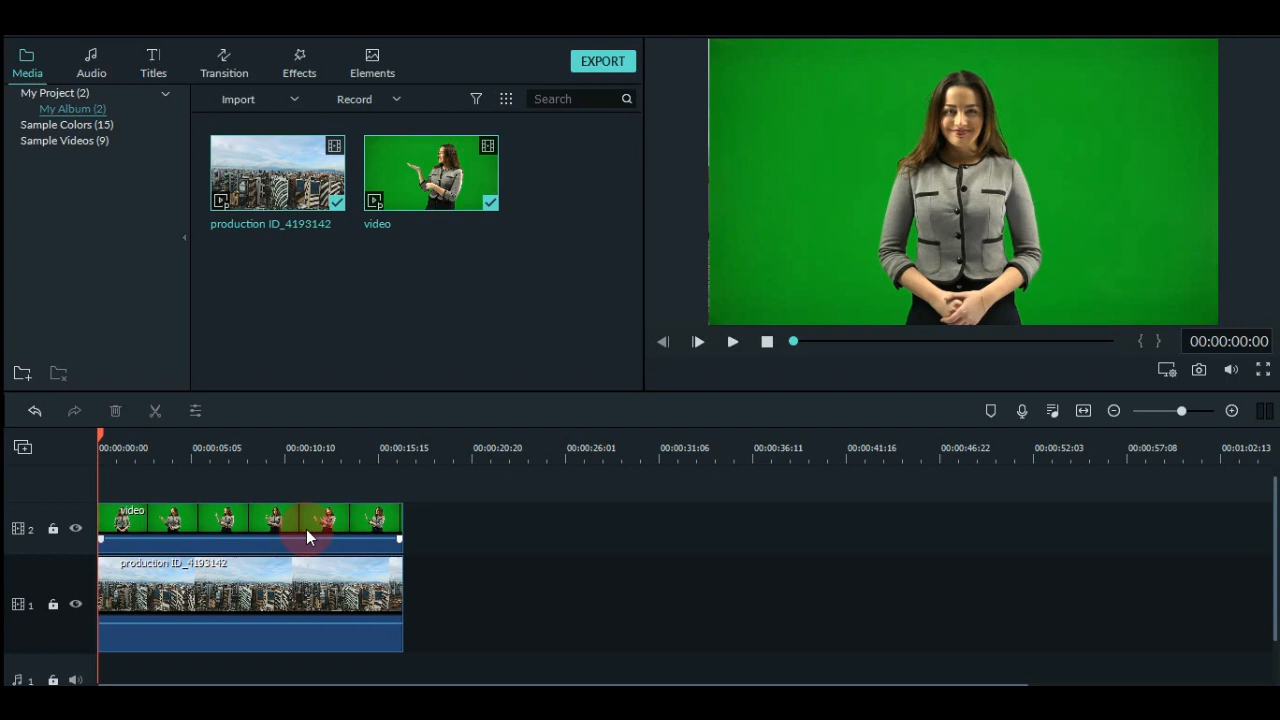 Media
Audio
Titles
Transition
Effects
Elements
EXPORT
My Project (2)
My Album (2)
Sample Colors (15)
Sample Videos (9)
Import
Record
Search
production ID_4193142
video
00:00:00:00
00:00:00:00
00:00:05:05
00:00:10:10
00:00:15:15
00:00:20:20
00:00:26:01
00:00:31:06
00:00:36:11
00:00:41:16
00:00:46:22
00:00:52:03
00:00:57:08
00:01:02:13
video
2
production ID_4193142
1
1